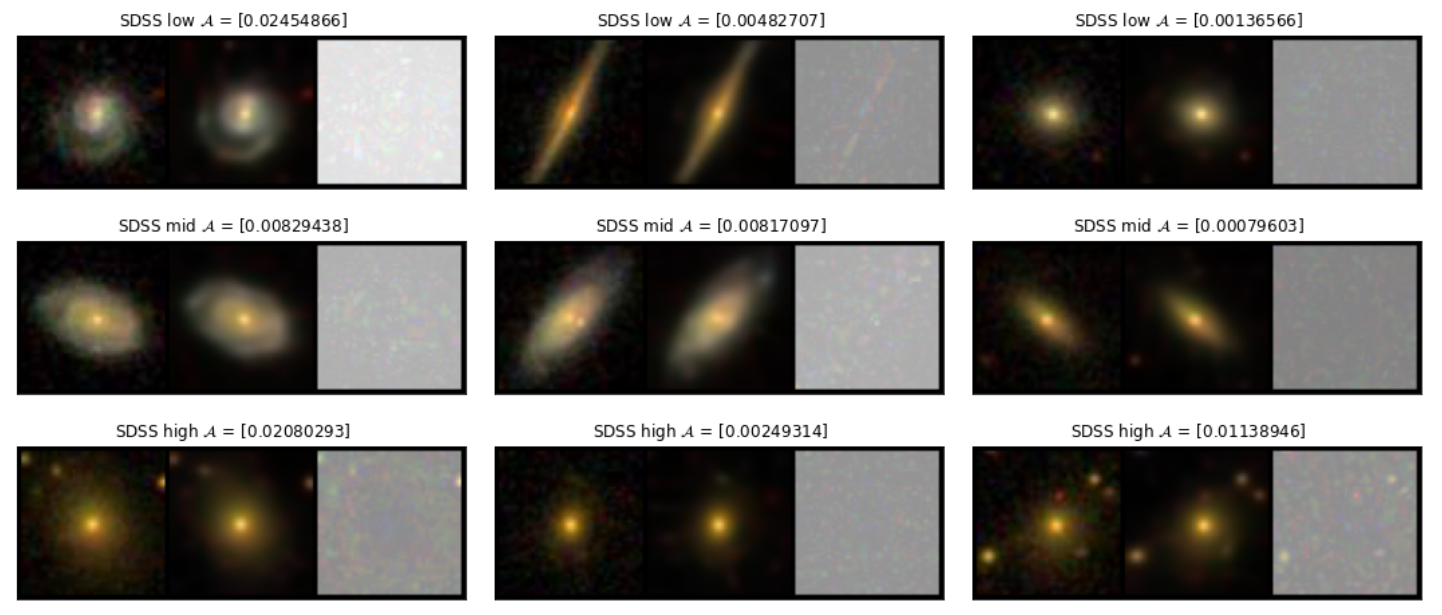 SDSS low 𝒜 = [0.02454866]
SDSS low 𝒜 = [0.00482707]
SDSS low 𝒜 = [0.00136566]
SDSS mid 𝒜 = [0.00829438]
SDSS mid 𝒜 = [0.00817097]
SDSS mid 𝒜 = [0.00079603]
SDSS high 𝒜 = [0.02080293]
SDSS high 𝒜 = [0.00249314]
SDSS high 𝒜 = [0.01138946]